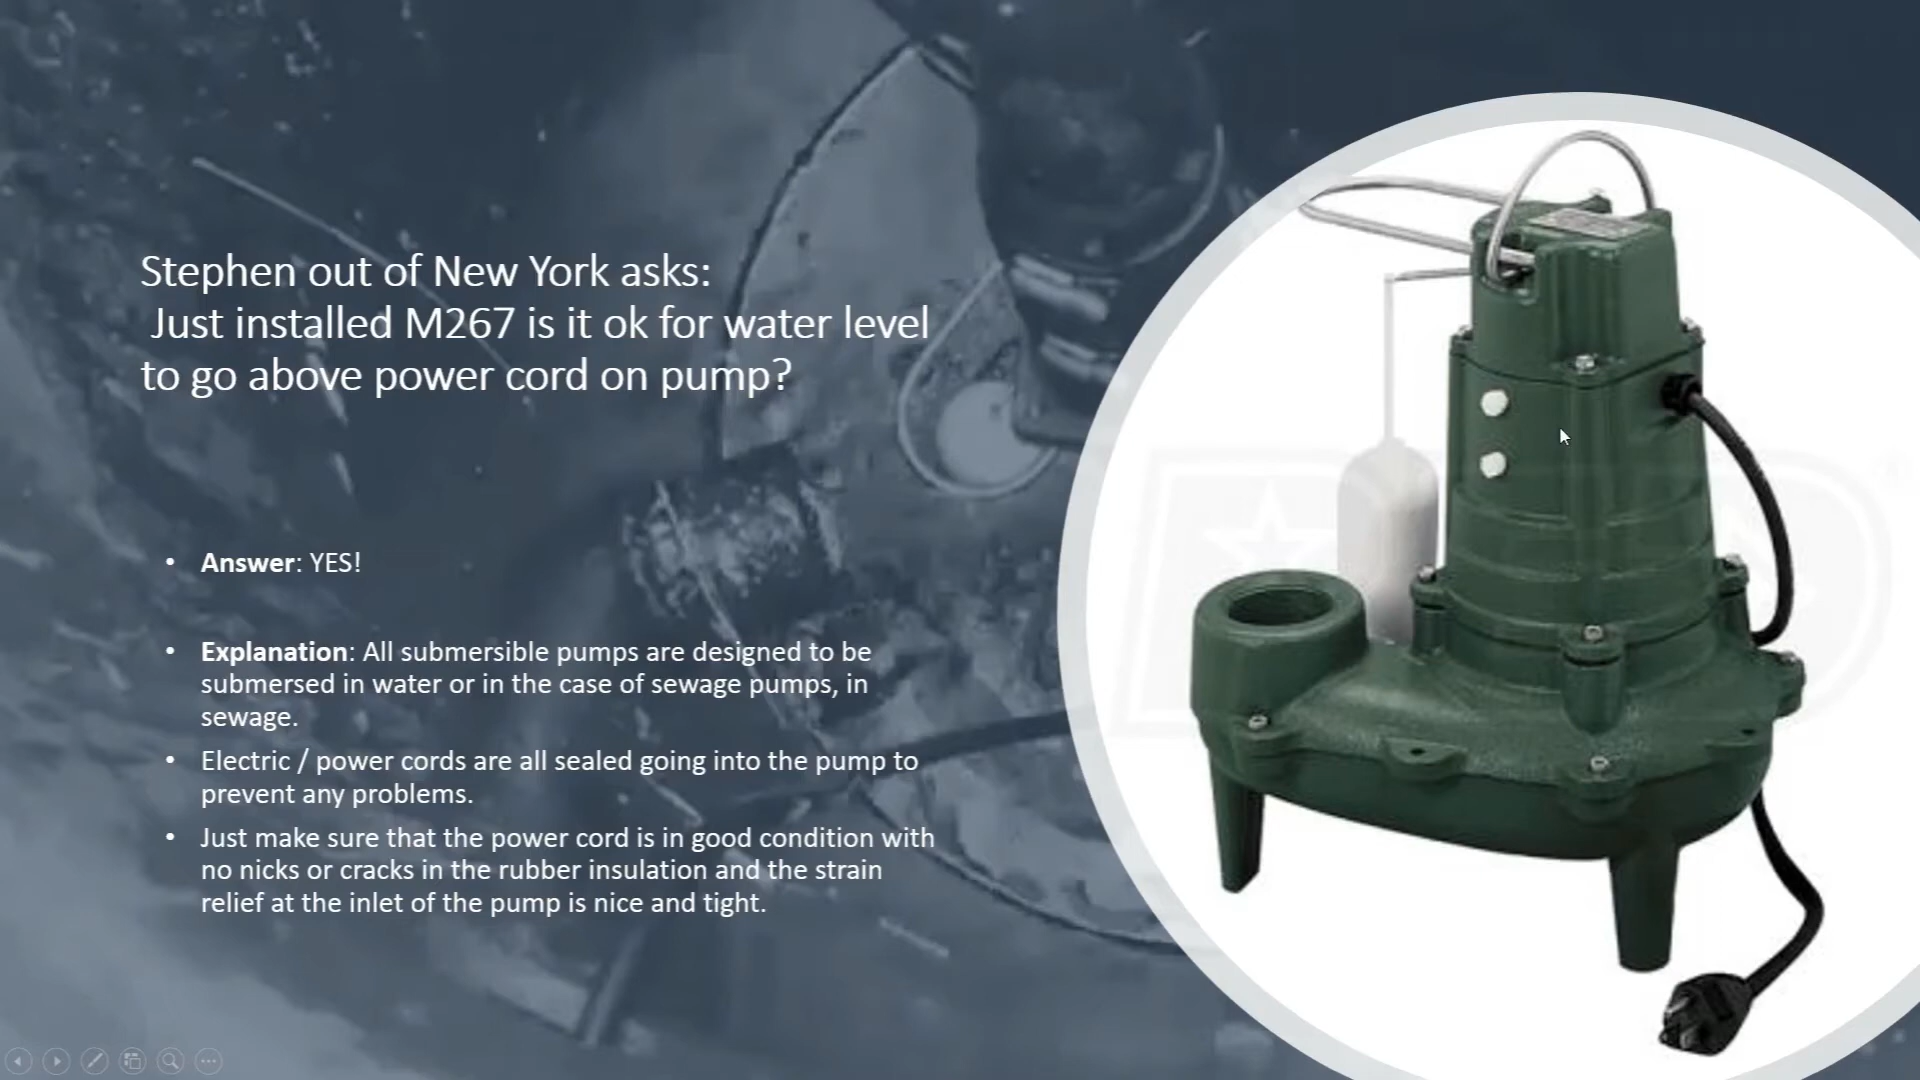 Stephen out of New York asks:
Just installed M267 is it ok for water level
to go above power cord on pump?
• Answer: YES!
• Explanation: All submersible pumps are designed to be
submersed in water or in the case of sewage pumps, in
sewage.
• Electric / power cords are all sealed going into the pump to
prevent any problems.
• Just make sure that the power cord is in good condition with
no nicks or cracks in the rubber insulation and the strain
relief at the inlet of the pump is nice and tight.